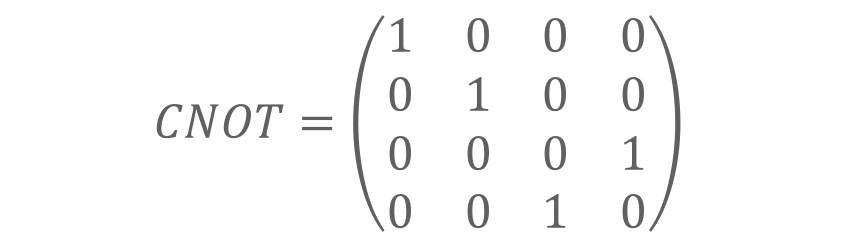 1 0 0 0
0 1 0 0
CNOT =
0 0 0 1
0 0 1 0